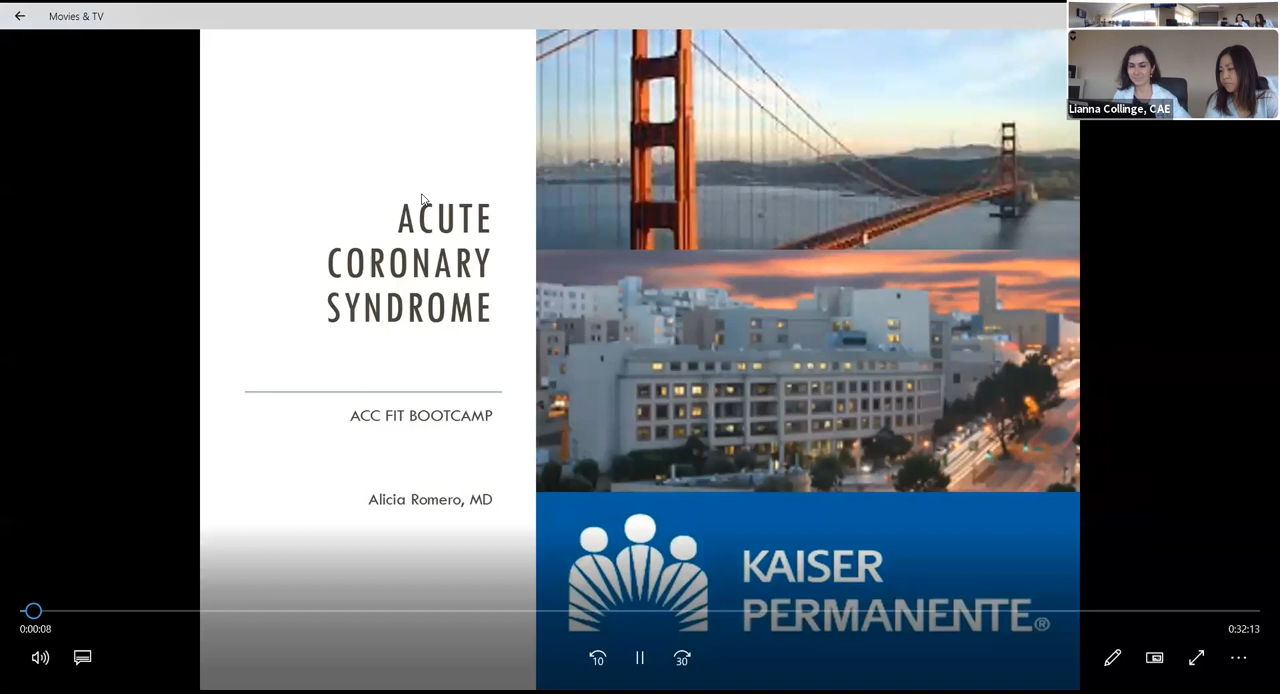 Movies & TV
Lianna Collinge, CAE
ACUTE
CORONARY
SYNDROME
ACC FIT BOOTCAMP
Alicia Romero, MD
KAISER
PERMANENTE®
0:00:08
0:32:13
10
30